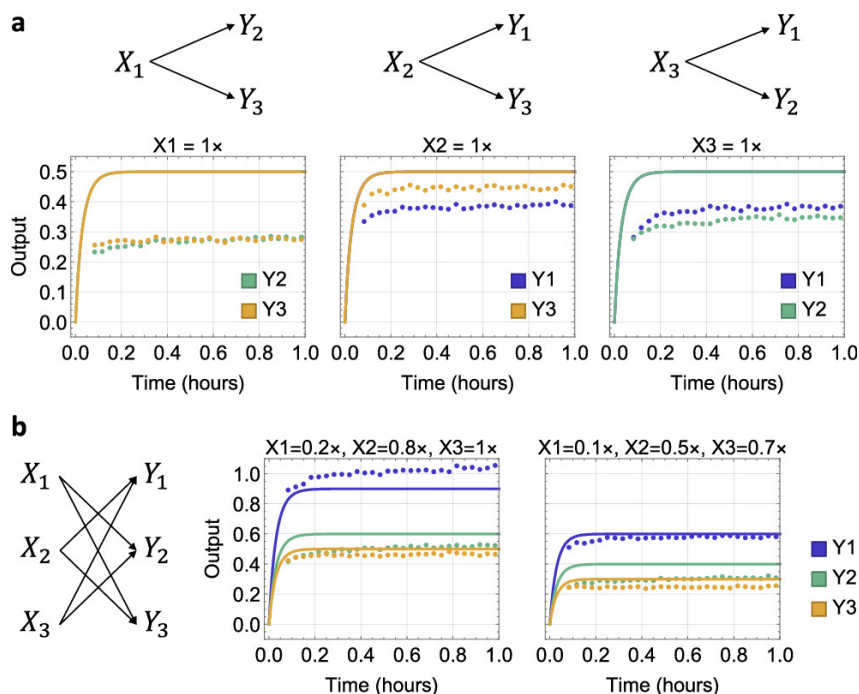 a
X₁ Y₂ Y₃
X₂ Y₁ Y₃
X₃ Y₁ Y₂
X1 = 1×
Output
0.5
0.4
0.3
0.2
0.1
0.0
0.0 0.2 0.4 0.6 0.8 1.0
Time (hours)
Y2
Y3
X2 = 1×
0.0 0.2 0.4 0.6 0.8 1.0
Time (hours)
Y1
Y3
X3 = 1×
0.0 0.2 0.4 0.6 0.8 1.0
Time (hours)
Y1
Y2
b
X₁ Y₁
X₂ Y₂
X₃ Y₃
X1=0.2×, X2=0.8×, X3=1×
Output
1.0
0.8
0.6
0.4
0.2
0.0
0.0 0.2 0.4 0.6 0.8 1.0
Time (hours)
X1=0.1×, X2=0.5×, X3=0.7×
0.0 0.2 0.4 0.6 0.8 1.0
Time (hours)
Y1
Y2
Y3